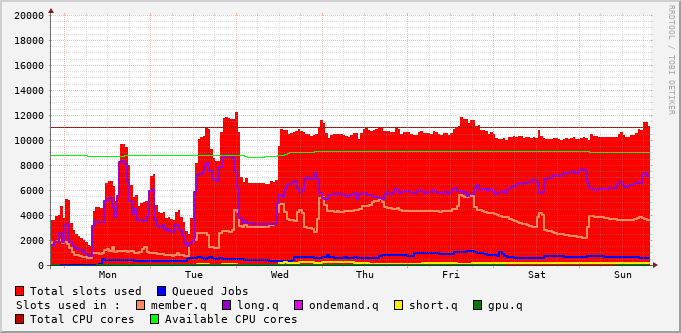 20000
18000
16000
14000
12000
10000
8000
6000
4000
2000
0
Mon Tue Wed Thu Fri Sat Sun
RRDTOOL / TOBI OETIKER
Total slots used Queued Jobs
Slots used in : member.q long.q ondemand.q short.q gpu.q
Total CPU cores Available CPU cores